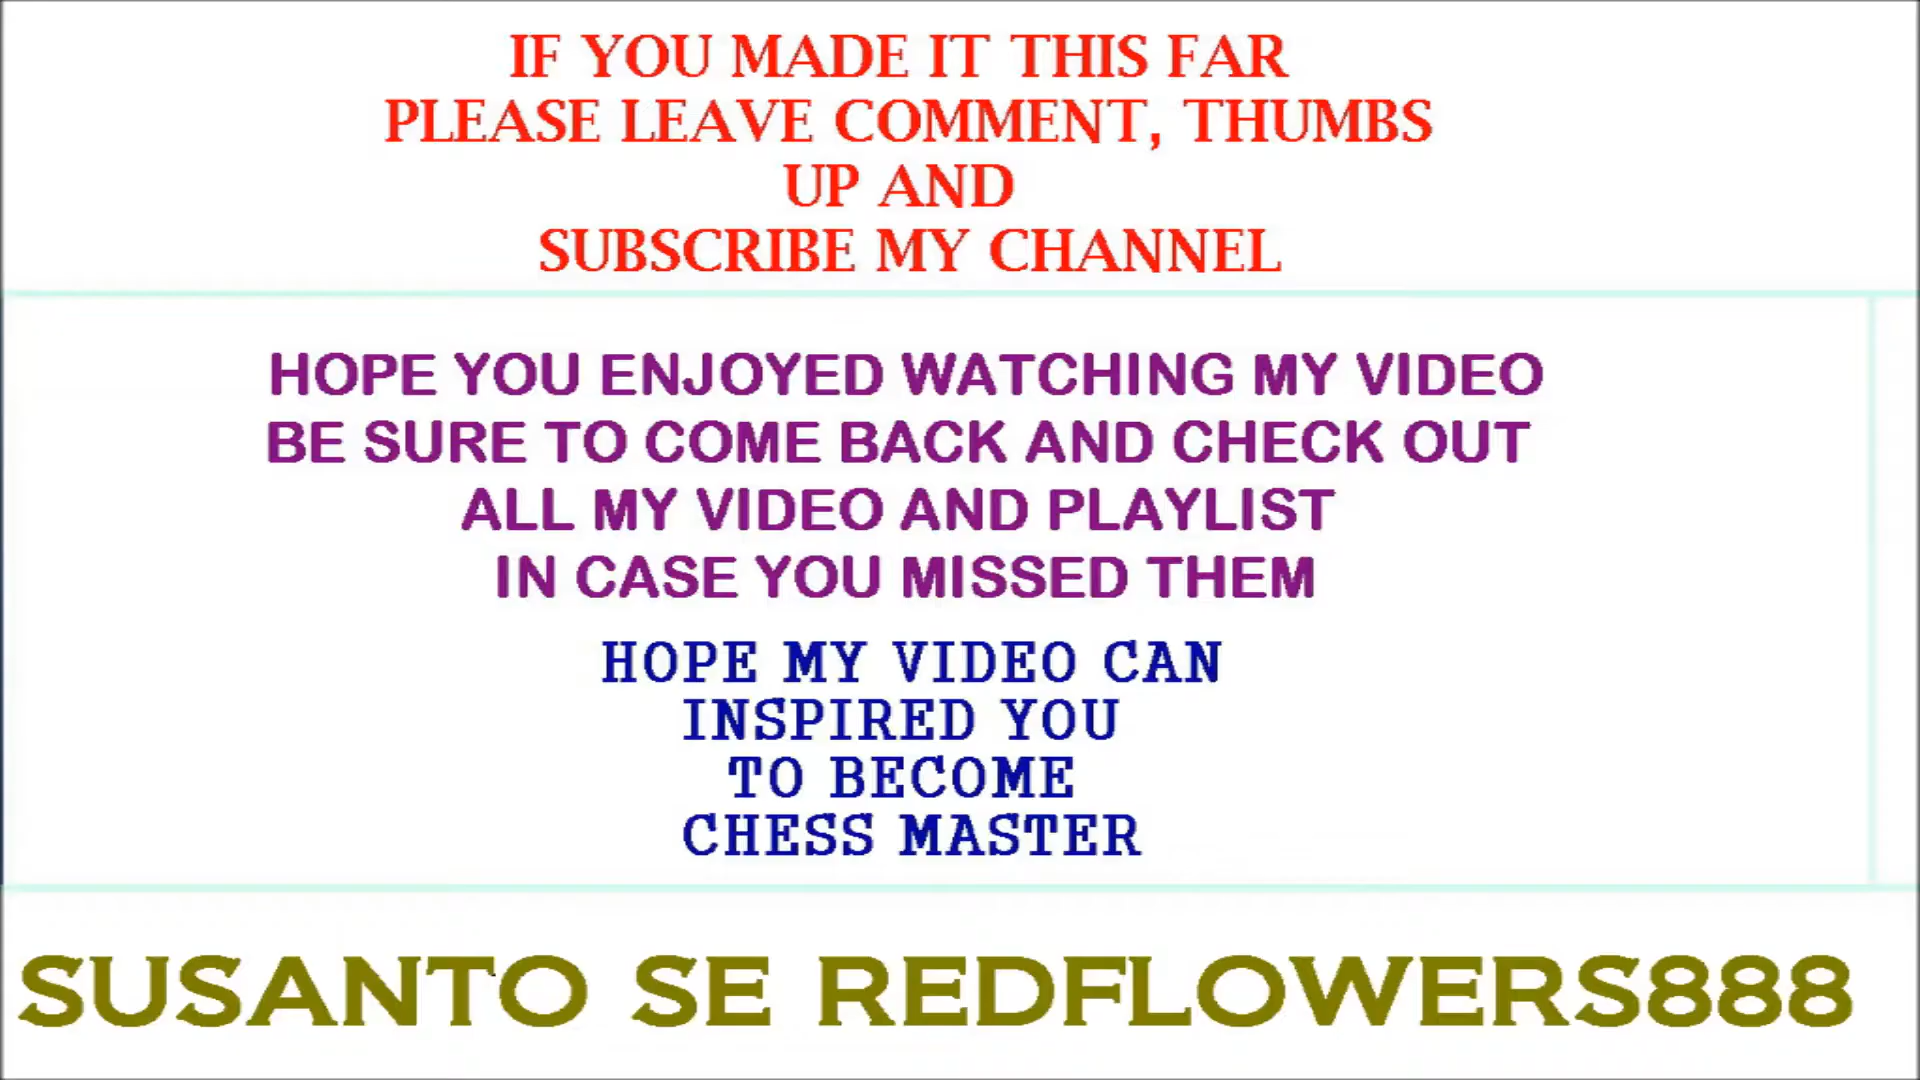 IF YOU MADE IT THIS FAR
PLEASE LEAVE COMMENT, THUMBS
UP AND
SUBSCRIBE MY CHANNEL
HOPE YOU ENJOYED WATCHING MY VIDEO
BE SURE TO COME BACK AND CHECK OUT
ALL MY VIDEO AND PLAYLIST
IN CASE YOU MISSED THEM
HOPE MY VIDEO CAN
INSPIRED YOU
TO BECOME
CHESS MASTER
SUSANTO SE REDFLOWERS888